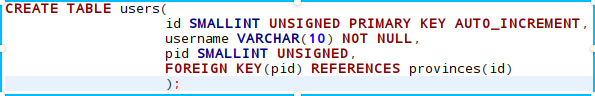 CREATE TABLE users(
id SMALLINT UNSIGNED PRIMARY KEY AUTO_INCREMENT,
username VARCHAR(10) NOT NULL,
pid SMALLINT UNSIGNED,
FOREIGN KEY(pid) REFERENCES provinces(id)
);